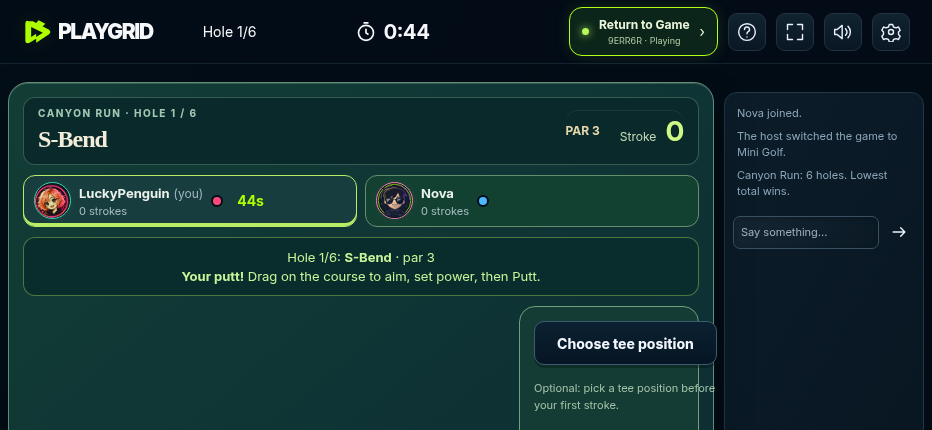 PLAYGRID
Hole 1/6
0:44
Return to Game
9ERR6R · Playing
CANYON RUN · HOLE 1 / 6
S-Bend
PAR 3
Stroke 0
LuckyPenguin (you)
0 strokes
44s
Nova
0 strokes
Hole 1/6: S-Bend · par 3
Your putt! Drag on the course to aim, set power, then Putt.
Choose tee position
Optional: pick a tee position before
your first stroke.
Nova joined.
The host switched the game to
Mini Golf.
Canyon Run: 6 holes. Lowest
total wins.
Say something...